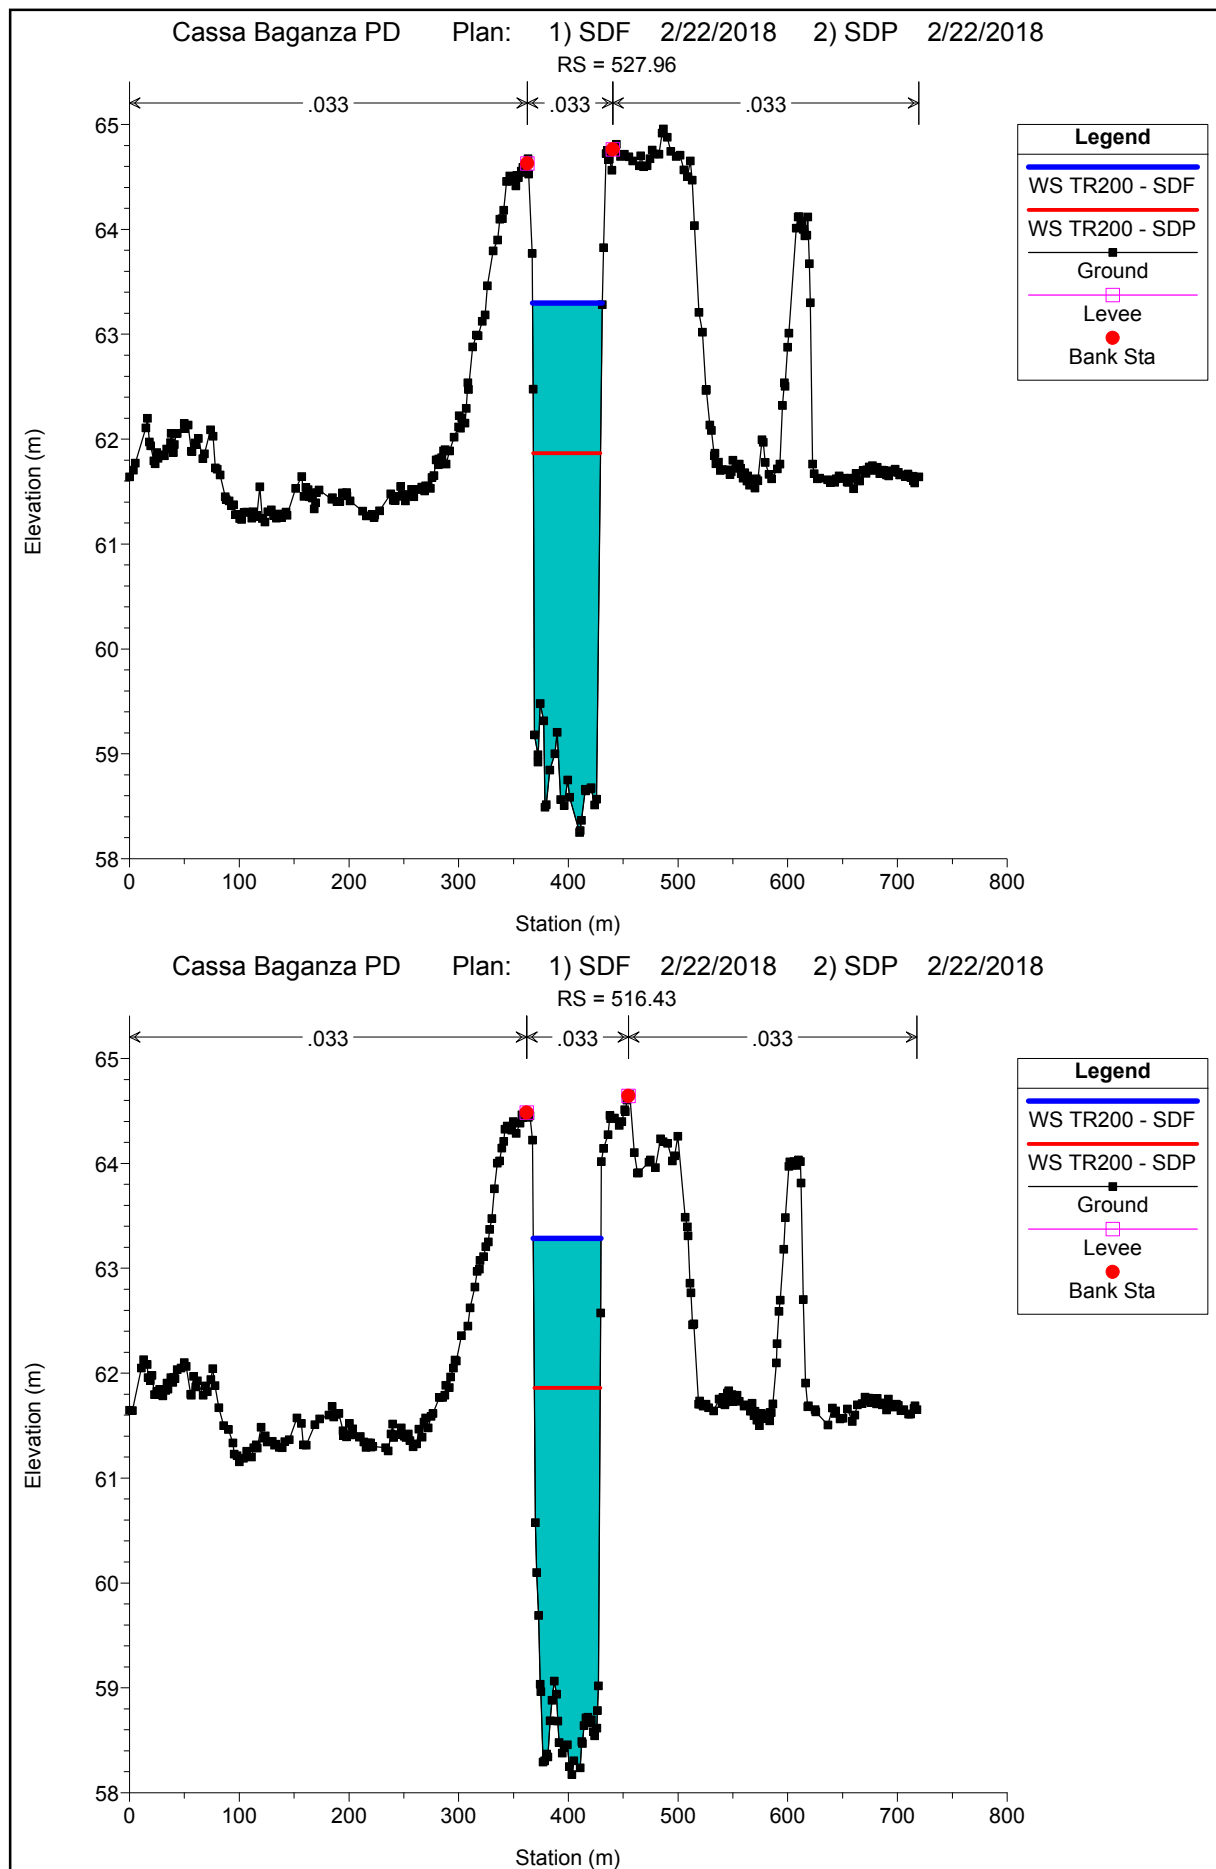 Cassa Baganza PD Plan: 1) SDF 2/22/2018 2) SDP 2/22/2018
RS = 527.96
.033 .033 .033
65
64
63
62
61
60
59
58
Elevation (m)
0 100 200 300 400 500 600 700 800
Station (m)
Legend
WS TR200 - SDF
WS TR200 - SDP
Ground
Levee
Bank Sta
Cassa Baganza PD Plan: 1) SDF 2/22/2018 2) SDP 2/22/2018
RS = 516.43
.033 .033 .033
65
64
63
62
61
60
59
58
Elevation (m)
0 100 200 300 400 500 600 700 800
Station (m)
Legend
WS TR200 - SDF
WS TR200 - SDP
Ground
Levee
Bank Sta